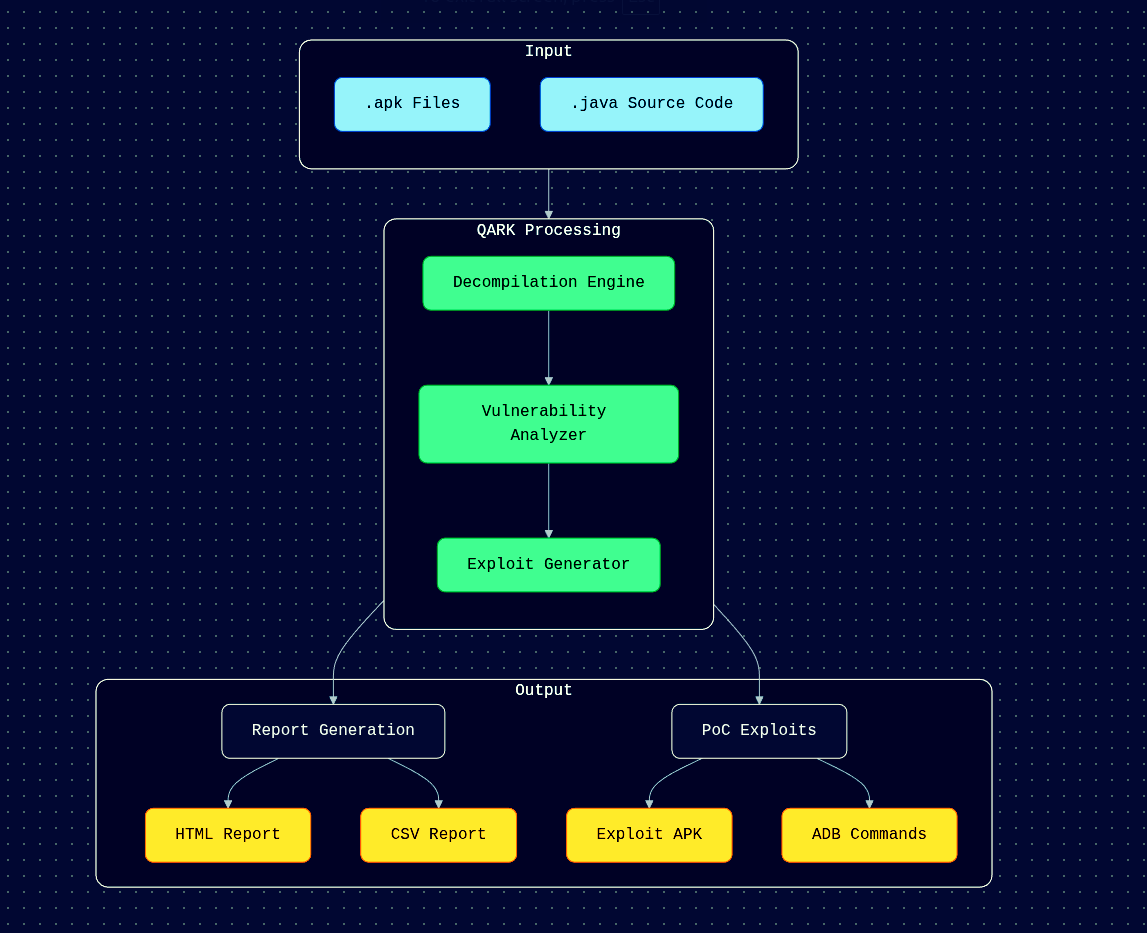 Input
.apk Files
.java Source Code
QARK Processing
Decompilation Engine
Vulnerability
Analyzer
Exploit Generator
Output
Report Generation
PoC Exploits
HTML Report
CSV Report
Exploit APK
ADB Commands